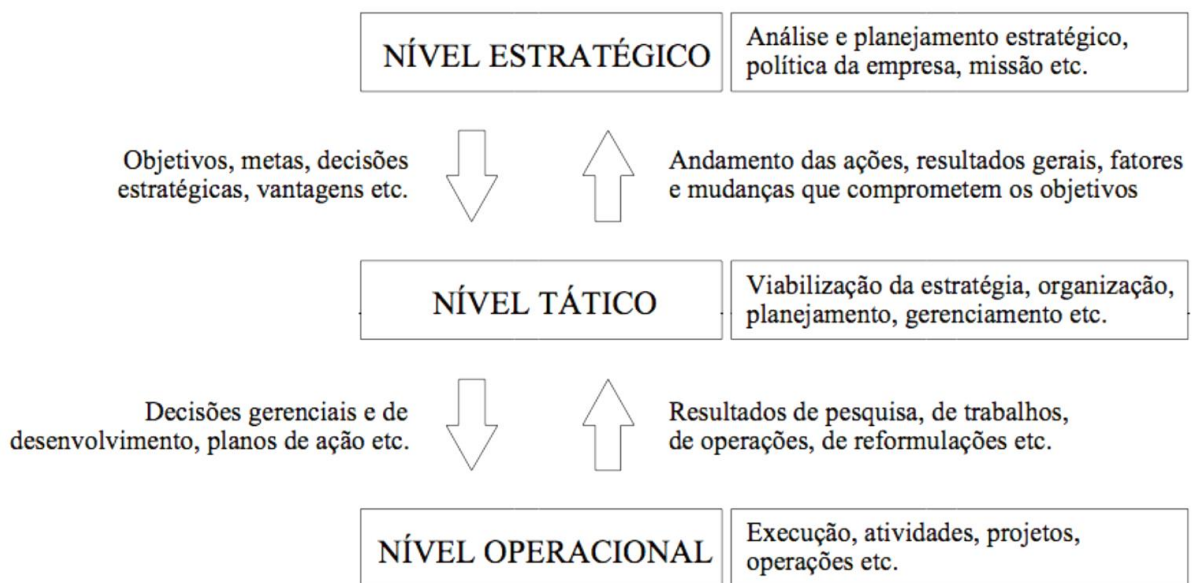 NÍVEL ESTRATÉGICO
Análise e planejamento estratégico,
política da empresa, missão etc.
Objetivos, metas, decisões
estratégicas, vantagens etc.
Andamento das ações, resultados gerais, fatores
e mudanças que comprometem os objetivos
NÍVEL TÁTICO
Viabilização da estratégia, organização,
planejamento, gerenciamento etc.
Decisões gerenciais e de
desenvolvimento, planos de ação etc.
Resultados de pesquisa, de trabalhos,
de operações, de reformulações etc.
NÍVEL OPERACIONAL
Execução, atividades, projetos,
operações etc.